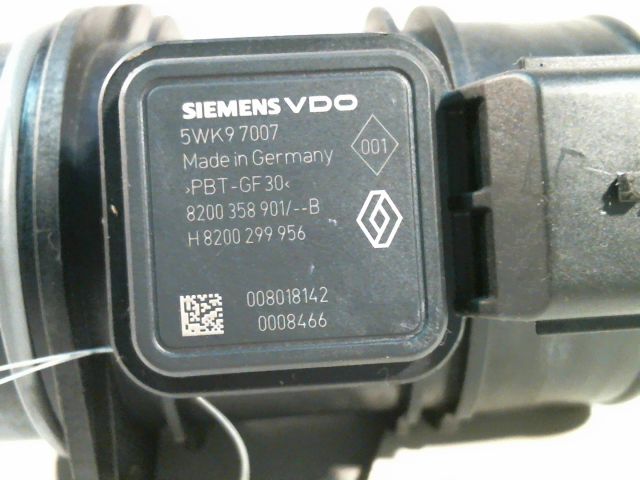 SIEMENS VDO
5WK9 7007
Made in Germany
001
>PBT-GF30<
8200 358 901/--B
H 8200 299 956
008018142
0008466